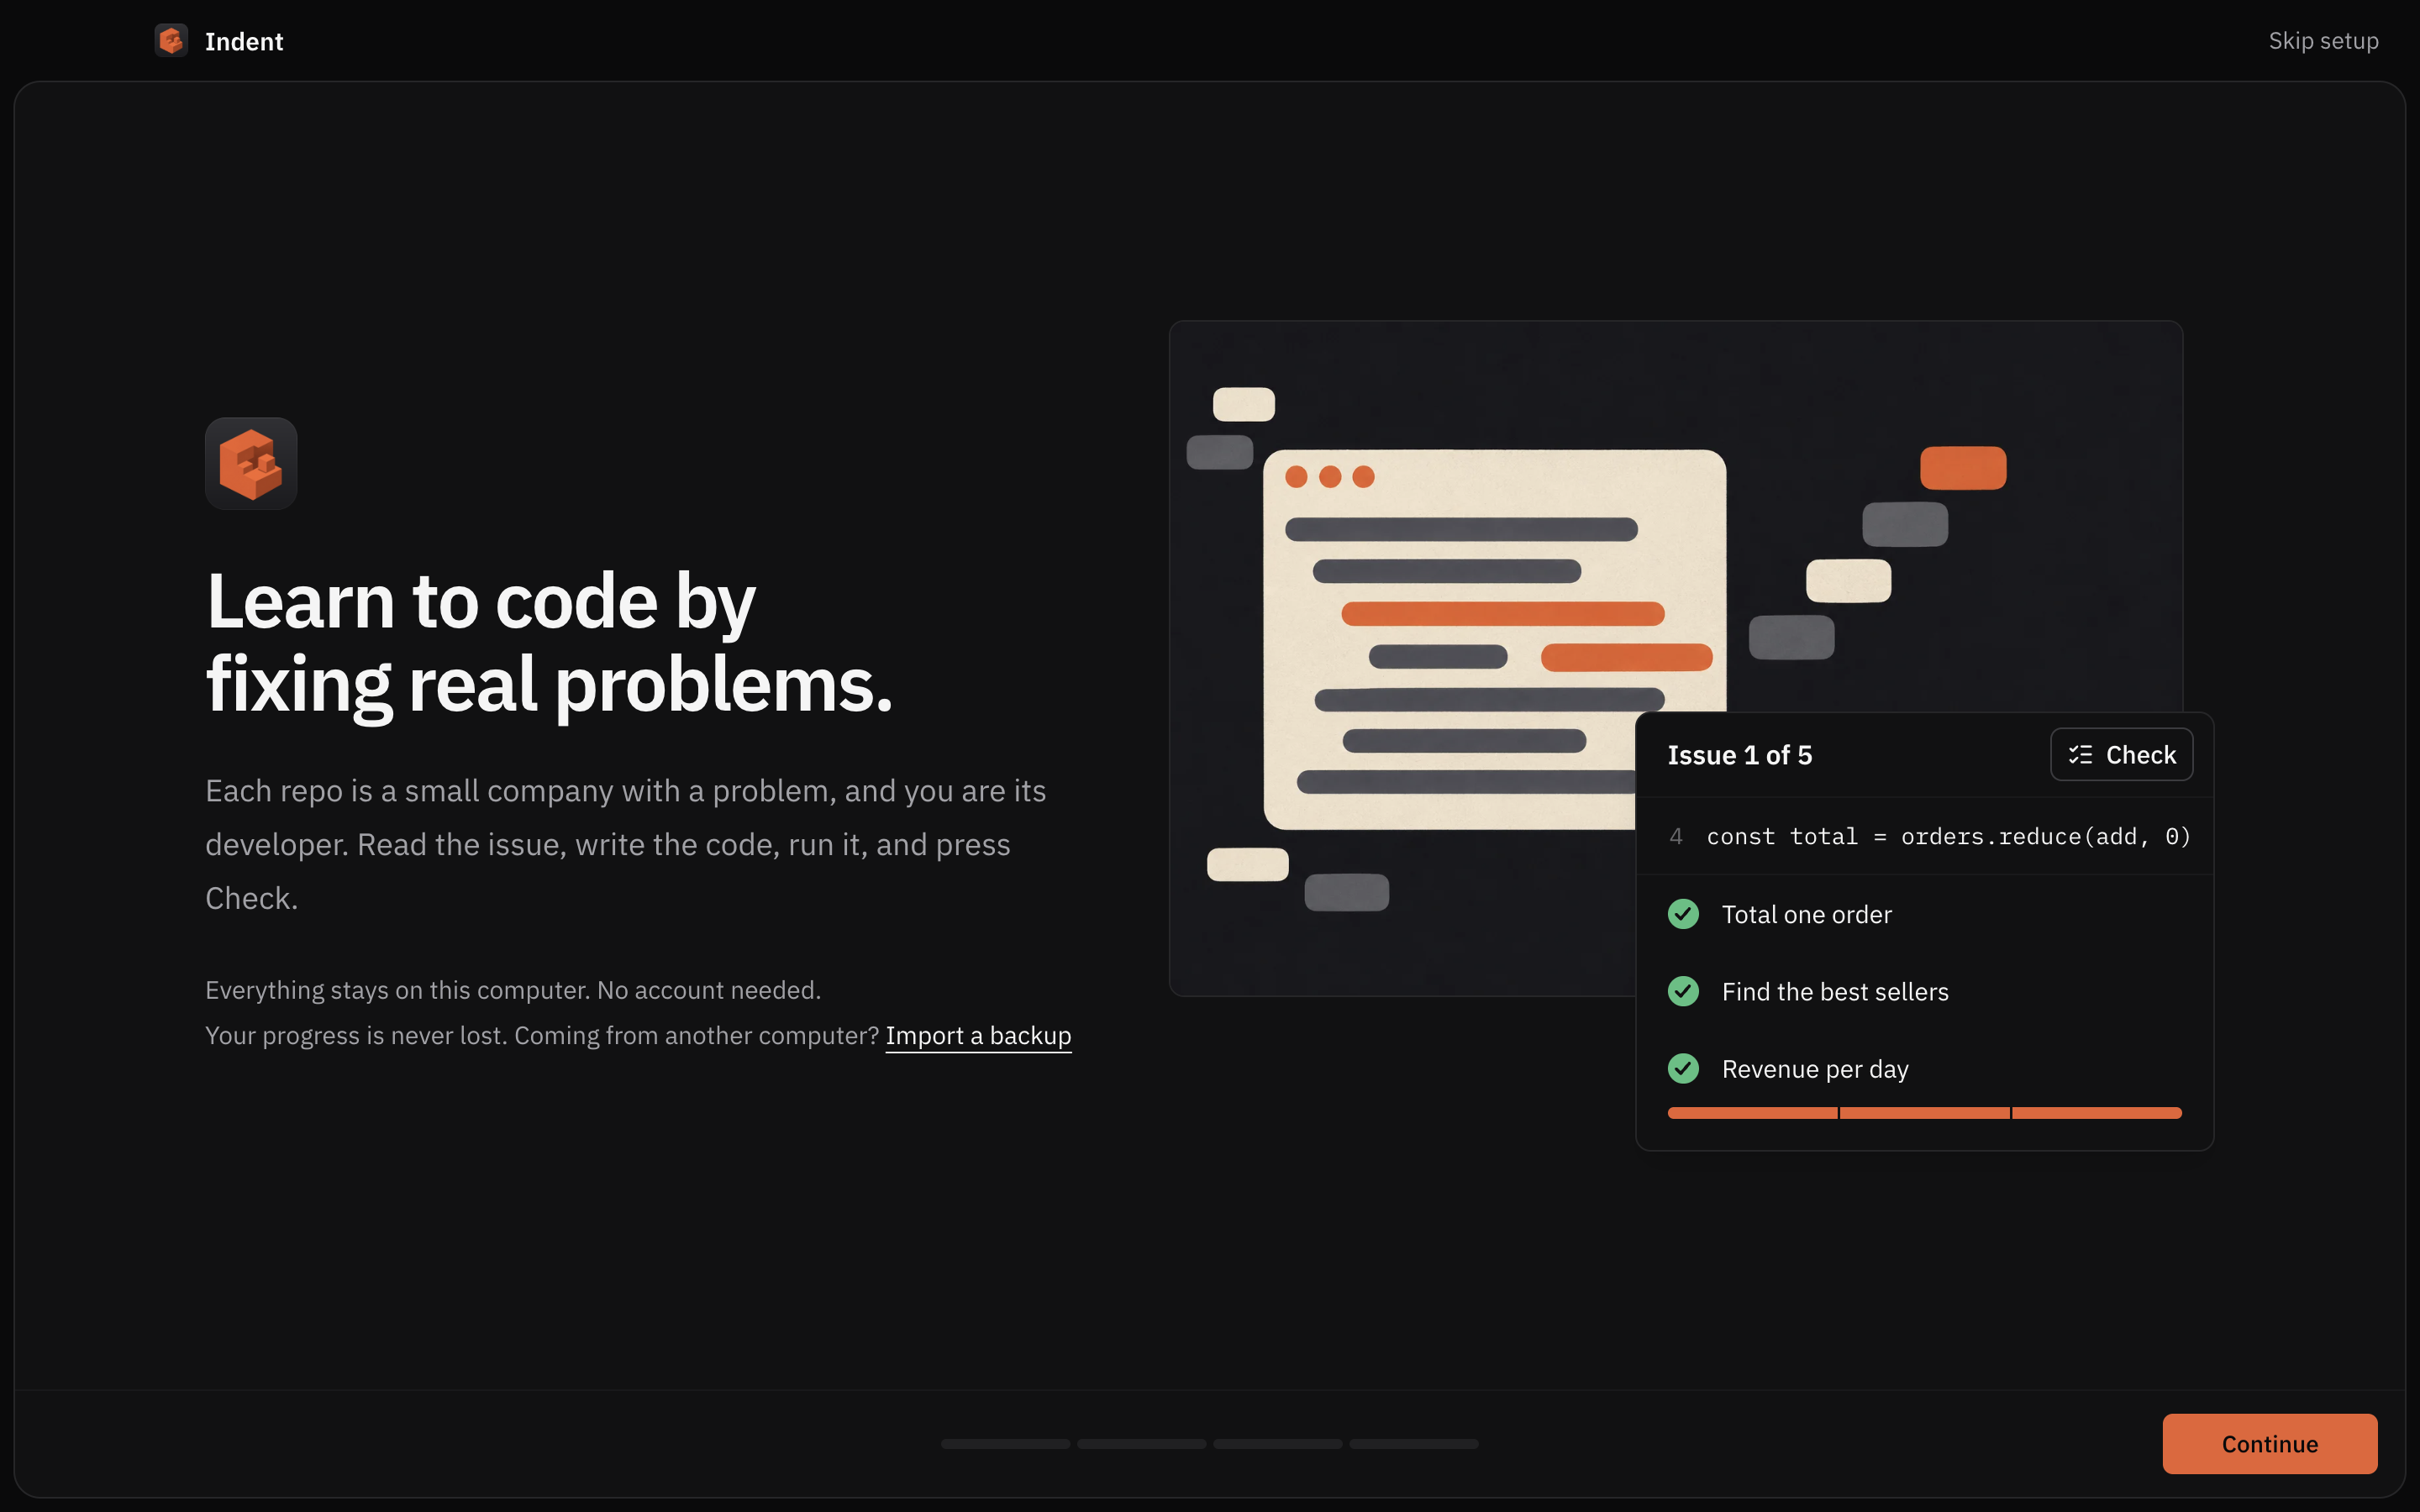 Indent
Skip setup
Learn to code by
fixing real problems.
Each repo is a small company with a problem, and you are its
developer. Read the issue, write the code, run it, and press
Check.
Everything stays on this computer. No account needed.
Your progress is never lost. Coming from another computer? Import a backup
Issue 1 of 5
Check
4 const total = orders.reduce(add, 0)
Total one order
Find the best sellers
Revenue per day
Continue